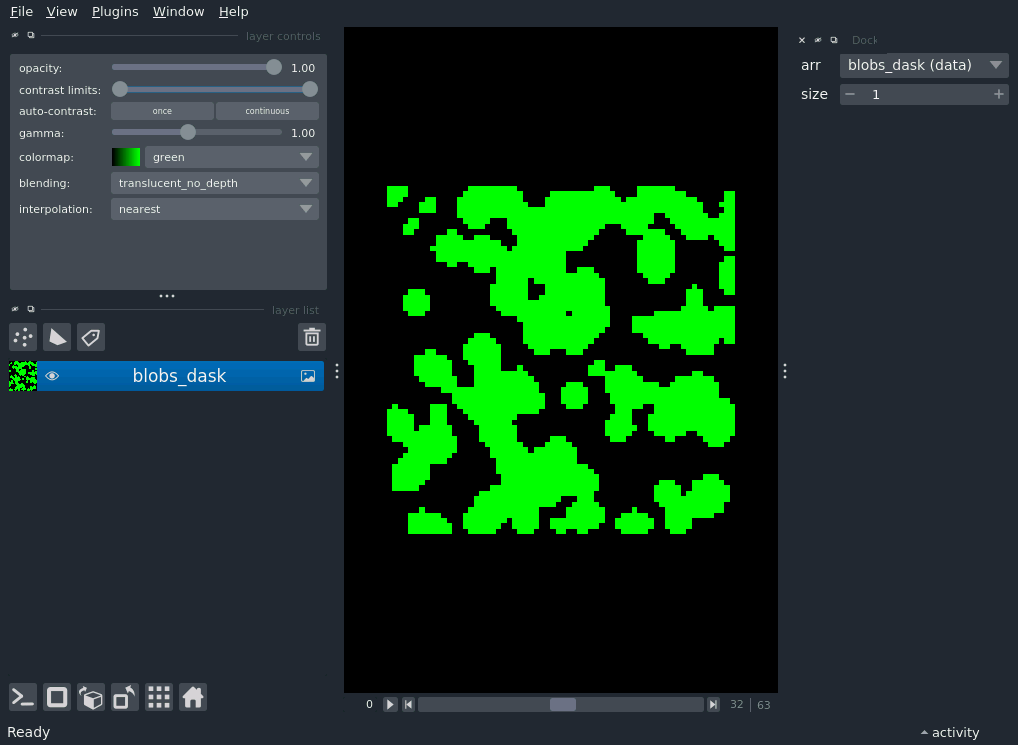 File View Plugins Window Help
layer controls
opacity: 1.00
contrast limits:
auto-contrast: once continuous
gamma: 1.00
colormap: green
blending: translucent_no_depth
interpolation: nearest
layer list
blobs_dask
0 32 | 63
Dock
arr blobs_dask (data)
size 1
Ready
activity